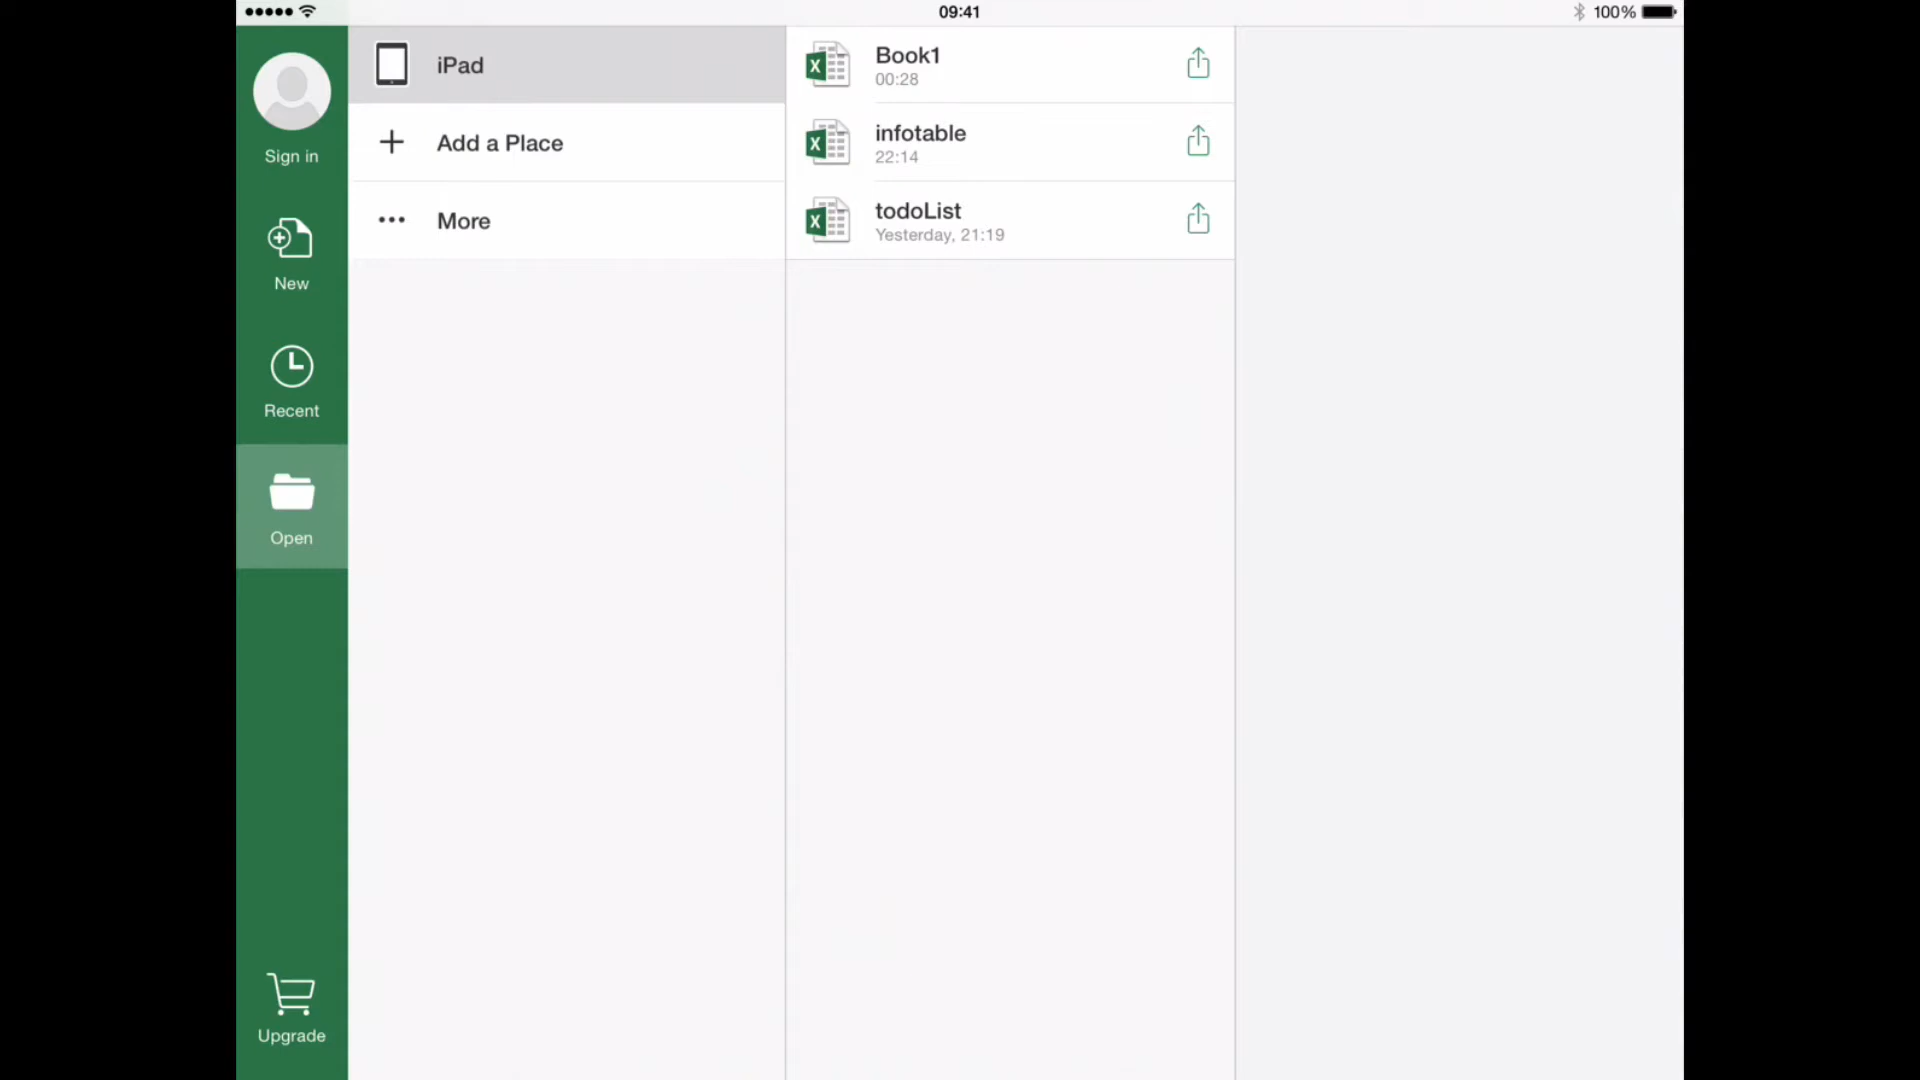 09:41
100%
Sign in
New
Recent
Open
Upgrade
iPad
Add a Place
More
Book1
00:28
infotable
22:14
todoList
Yesterday, 21:19